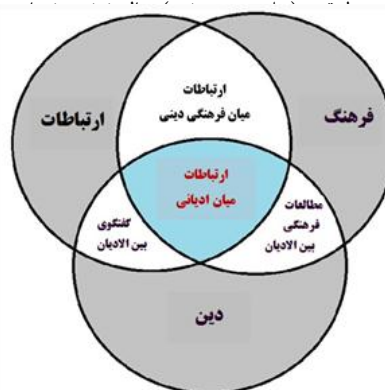 ارتباطات
میان فرهنگی دینی
فرهنگ
ارتباطات
ارتباطات
میان ادیانی
مطالعات
فرهنگی
بین الادیان
گفتگوی
بین الادیان
دین